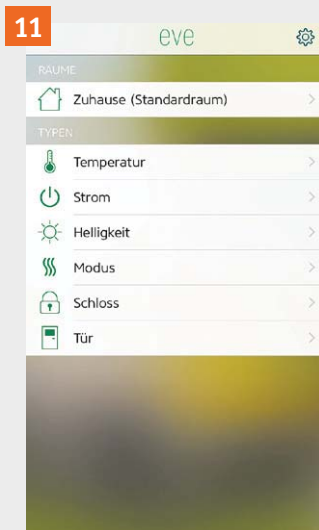 11
eve
RÄUME
Zuhause (Standardraum)
TYPEN
Temperatur
Strom
Helligkeit
Modus
Schloss
Tür